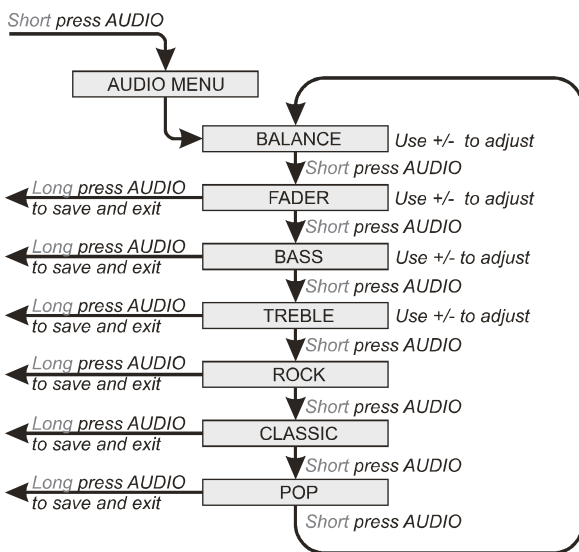 Short press AUDIO
AUDIO MENU
BALANCE
Use +/- to adjust
Short press AUDIO
Long press AUDIO
to save and exit
FADER
Use +/- to adjust
Short press AUDIO
Long press AUDIO
to save and exit
BASS
Use +/- to adjust
Short press AUDIO
Long press AUDIO
to save and exit
TREBLE
Use +/- to adjust
Short press AUDIO
Long press AUDIO
to save and exit
ROCK
Short press AUDIO
Long press AUDIO
to save and exit
CLASSIC
Short press AUDIO
Long press AUDIO
to save and exit
POP
Short press AUDIO